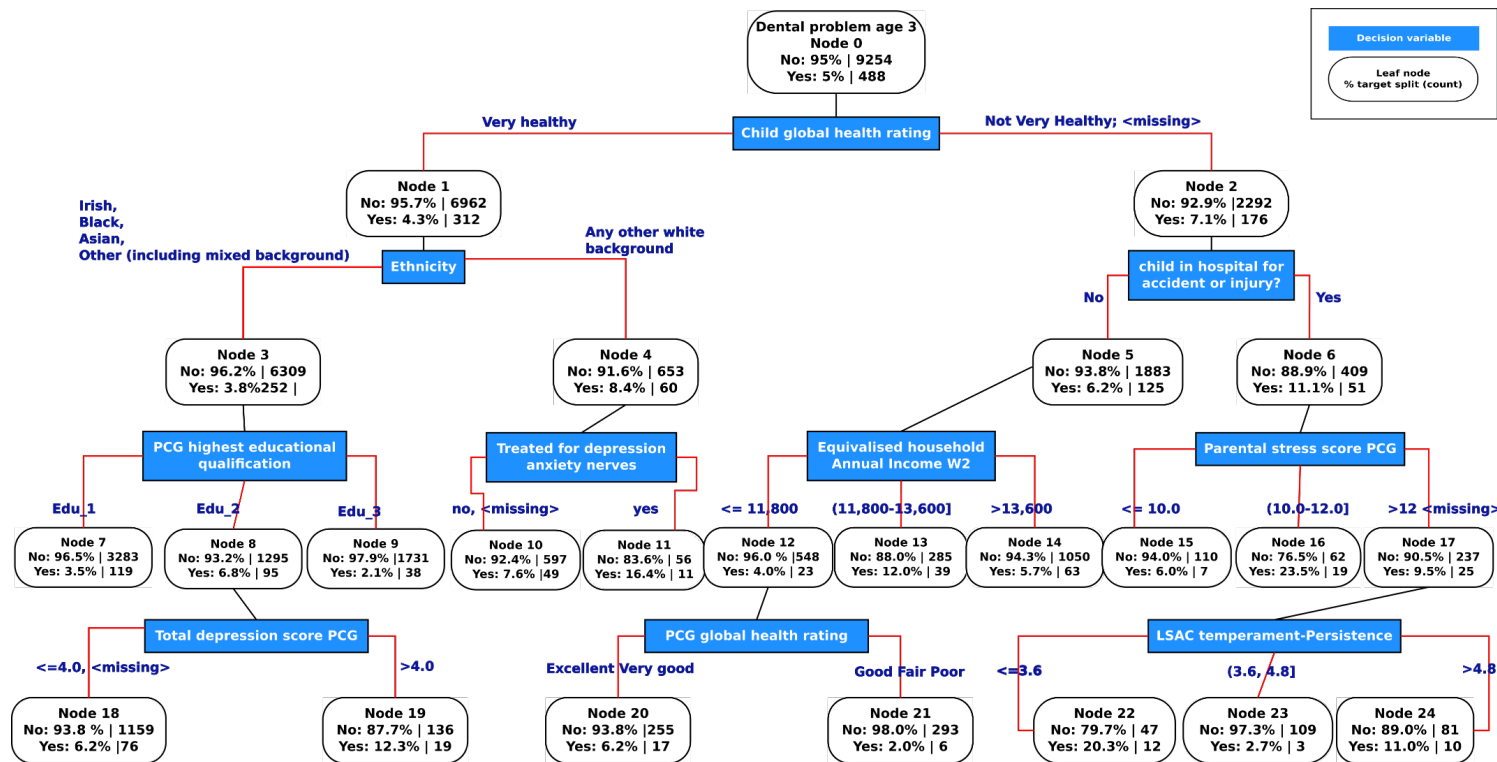 Dental problem age 3
Node 0
No: 95% | 9254
Yes: 5% | 488
Decision variable
Leaf node
% target split (count)
Child global health rating
Very healthy
Not Very Healthy; <missing>
Node 1
No: 95.7% | 6962
Yes: 4.3% | 312
Node 2
No: 92.9% |2292
Yes: 7.1% | 176
Irish,
Black,
Asian,
Other (including mixed background)
Ethnicity
Any other white
background
child in hospital for
accident or injury?
No
Yes
Node 3
No: 96.2% | 6309
Yes: 3.8%252 |
Node 4
No: 91.6% | 653
Yes: 8.4% | 60
Node 5
No: 93.8% | 1883
Yes: 6.2% | 125
Node 6
No: 88.9% | 409
Yes: 11.1% | 51
PCG highest educational
qualification
Treated for depression
anxiety nerves
Equivalised household
Annual Income W2
Parental stress score PCG
Edu_1
Edu_2
Edu_3
no, <missing>
yes
<= 11,800
(11,800-13,600]
>13,600
<= 10.0
(10.0-12.0]
>12 <missing>
Node 7
No: 96.5% | 3283
Yes: 3.5% | 119
Node 8
No: 93.2% | 1295
Yes: 6.8% | 95
Node 9
No: 97.9% |1731
Yes: 2.1% | 38
Node 10
No: 92.4% | 597
Yes: 7.6% |49
Node 11
No: 83.6% | 56
Yes: 16.4% | 11
Node 12
No: 96.0 % |548
Yes: 4.0% | 23
Node 13
No: 88.0% | 285
Yes: 12.0% | 39
Node 14
No: 94.3% | 1050
Yes: 5.7% | 63
Node 15
No: 94.0% | 110
Yes: 6.0% | 7
Node 16
No: 76.5% | 62
Yes: 23.5% | 19
Node 17
No: 90.5% | 237
Yes: 9.5% | 25
Total depression score PCG
PCG global health rating
LSAC temperament-Persistence
<=4.0, <missing>
>4.0
Excellent Very good
Good Fair Poor
<=3.6
(3.6, 4.8]
>4.8
Node 18
No: 93.8 % | 1159
Yes: 6.2% |76
Node 19
No: 87.7% | 136
Yes: 12.3% | 19
Node 20
No: 93.8% |255
Yes: 6.2% | 17
Node 21
No: 98.0% | 293
Yes: 2.0% | 6
Node 22
No: 79.7% | 47
Yes: 20.3% | 12
Node 23
No: 97.3% | 109
Yes: 2.7% | 3
Node 24
No: 89.0% | 81
Yes: 11.0% | 10